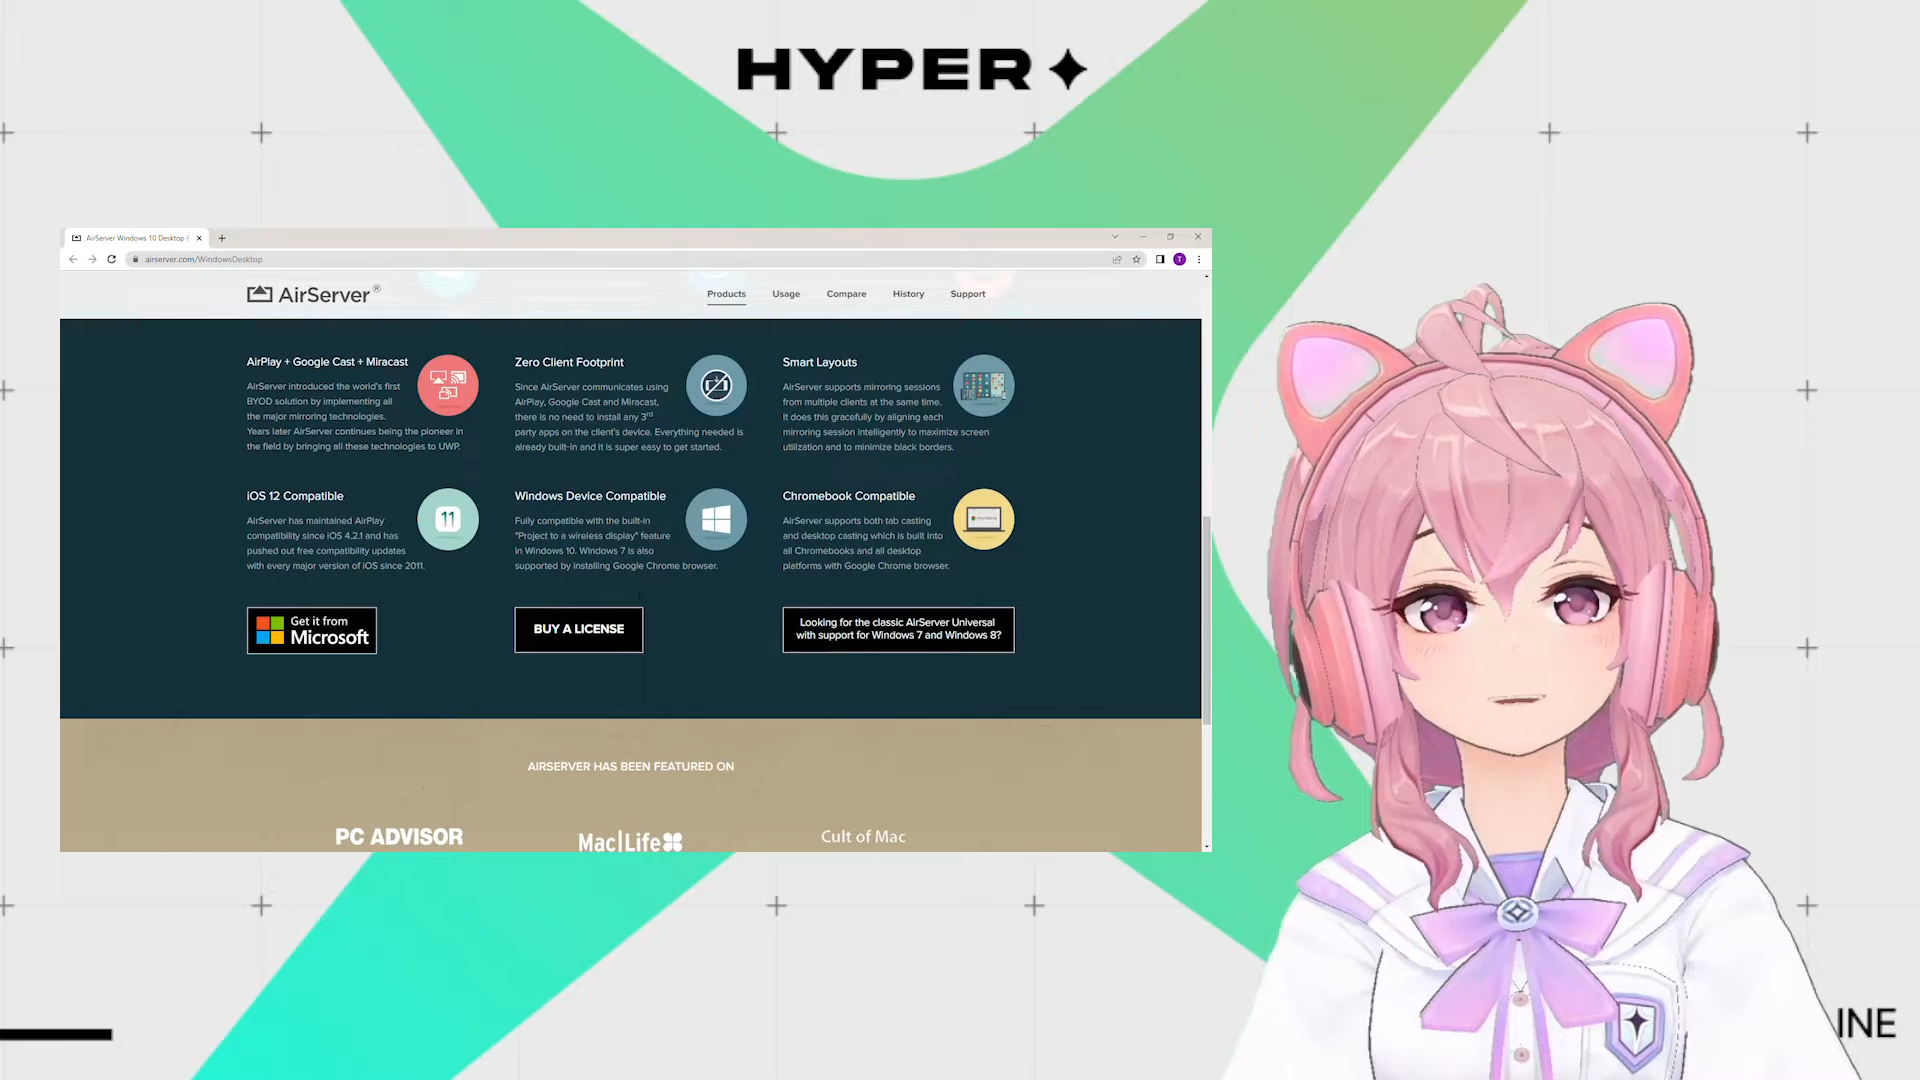 HYPER
AirServer Windows 10 Desktop E
airserver.com/WindowsDesktop
T
AirServer®
Products Usage Compare History Support
AirPlay + Google Cast + Miracast
AirServer introduced the world's first
BYOD solution by implementing all
the major mirroring technologies.
Years later AirServer continues being the pioneer in
the field by bringing all these technologies to UWP.
Zero Client Footprint
Since AirServer communicates using
AirPlay, Google Cast and Miracast,
there is no need to install any 3rd
party apps on the client's device. Everything needed is
already built-in and it is super easy to get started.
Smart Layouts
AirServer supports mirroring sessions
from multiple clients at the same time.
It does this gracefully by aligning each
mirroring session intelligently to maximize screen
utilization and to minimize black borders.
iOS 12 Compatible
11
AirServer has maintained AirPlay
compatibility since iOS 4.2.1 and has
pushed out free compatibility updates
with every major version of iOS since 2011.
Windows Device Compatible
Fully compatible with the built-in
"Project to a wireless display" feature
in Windows 10. Windows 7 is also
supported by installing Google Chrome browser.
Chromebook Compatible
AirServer supports both tab casting
and desktop casting which is built into
all Chromebooks and all desktop
platforms with Google Chrome browser.
Get it from
Microsoft
BUY A LICENSE
Looking for the classic AirServer Universal
with support for Windows 7 and Windows 8?
AIRSERVER HAS BEEN FEATURED ON
PC ADVISOR
Mac|Life
Cult of Mac
INE